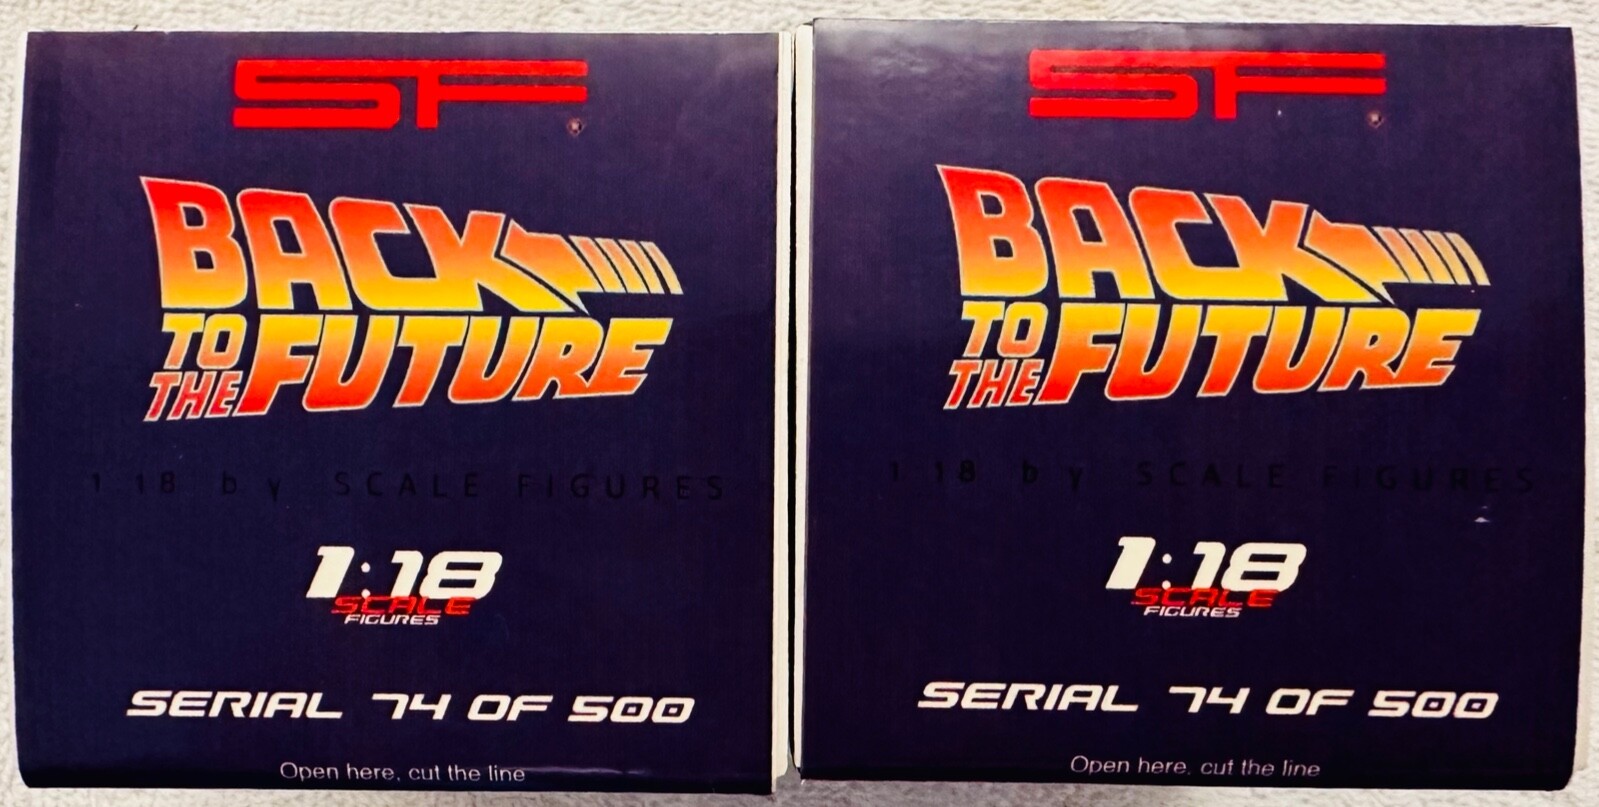 SF
BACK
TO
THE FUTURE
1 18 by SCALE FIGURES
1:18
SCALE
FIGURES
SERIAL 74 OF 500
Open here, cut the line
SF
BACK
TO
THE FUTURE
1 18 by SCALE FIGURES
1:18
SCALE
FIGURES
SERIAL 74 OF 500
Open here, cut the line